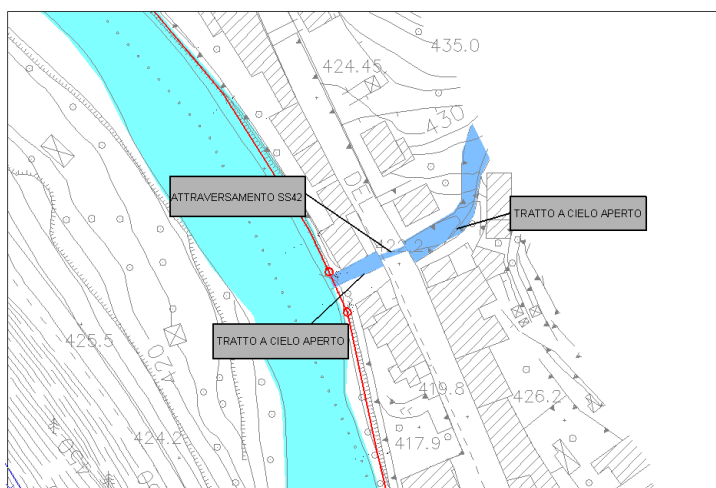 435.0
424.45
430
DE
ATTRAVERSAMENTO SS42
TRATTO A CIELO APERTO
TRATTO A CIELO APERTO
425.5
420
419.8
426.2
424.2
417.9